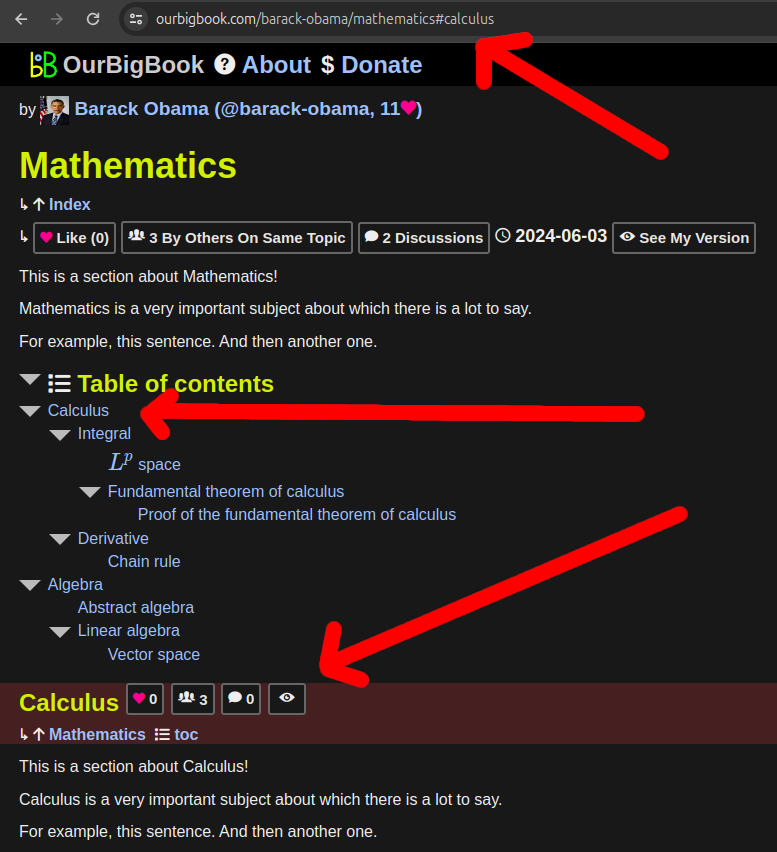 ourbigbook.com/barack-obama/mathematics#calculus
bB OurBigBook ? About $ Donate
by Barack Obama (@barack-obama, 11♥)
Mathematics
↳ ↑ Index
↳ ♥ Like (0) 3 By Others On Same Topic 2 Discussions 2024-06-03 See My Version
This is a section about Mathematics!
Mathematics is a very important subject about which there is a lot to say.
For example, this sentence. And then another one.
Table of contents
Calculus
Integral
L^p space
Fundamental theorem of calculus
Proof of the fundamental theorem of calculus
Derivative
Chain rule
Algebra
Abstract algebra
Linear algebra
Vector space
Calculus ♥ 0 3 0
↳ ↑ Mathematics toc
This is a section about Calculus!
Calculus is a very important subject about which there is a lot to say.
For example, this sentence. And then another one.